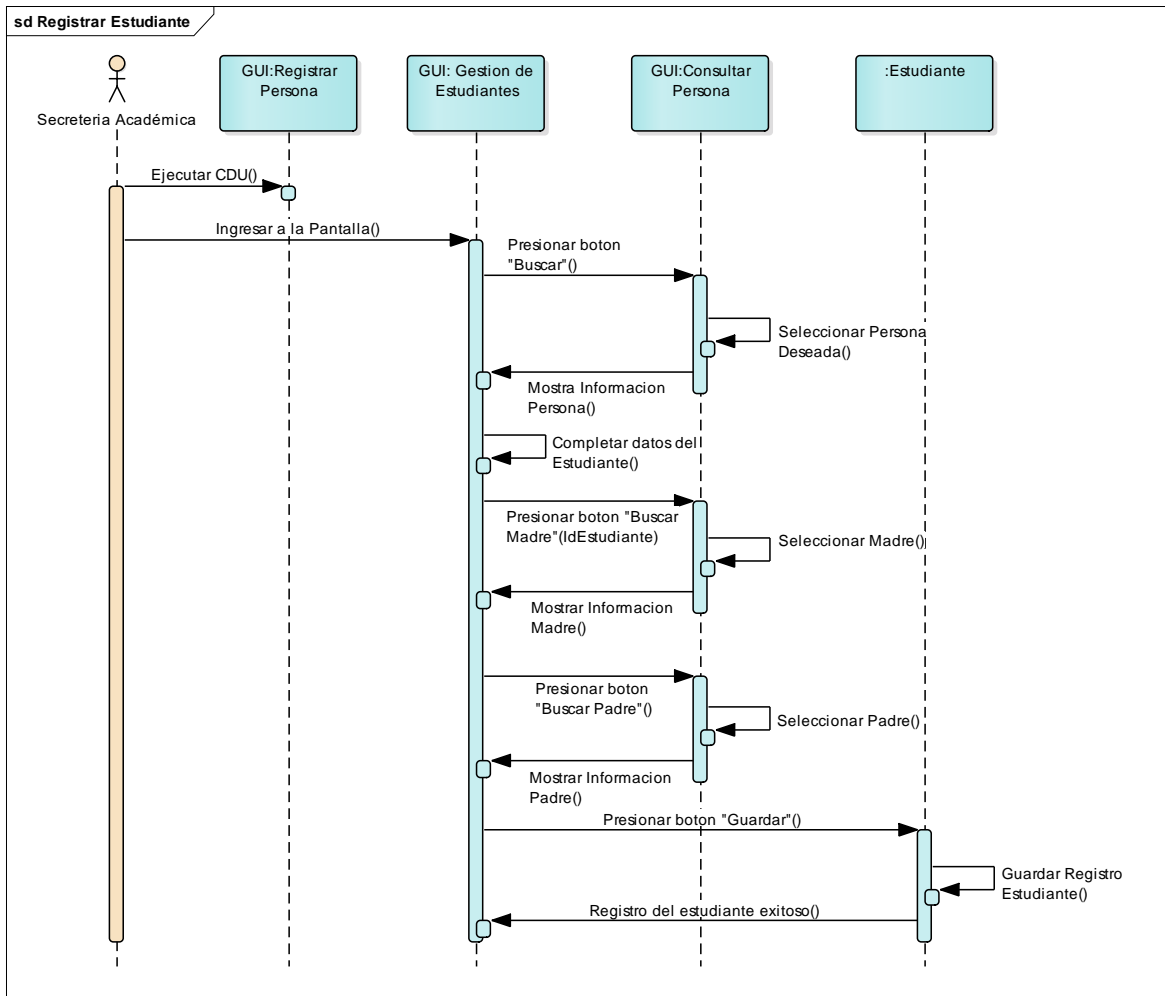 sd Registrar Estudiante
GUI:Registrar
Persona
GUI: Gestion de
Estudiantes
GUI:Consultar
Persona
:Estudiante
Secreteria Académica
Ejecutar CDU()
Ingresar a la Pantalla()
Presionar boton
"Buscar"()
Seleccionar Persona
Deseada()
Mostra Informacion
Persona()
Completar datos del
Estudiante()
Presionar boton "Buscar
Madre"(IdEstudiante)
Seleccionar Madre()
Mostrar Informacion
Madre()
Presionar boton
"Buscar Padre"()
Seleccionar Padre()
Mostrar Informacion
Padre()
Presionar boton "Guardar"()
Guardar Registro
Estudiante()
Registro del estudiante exitoso()